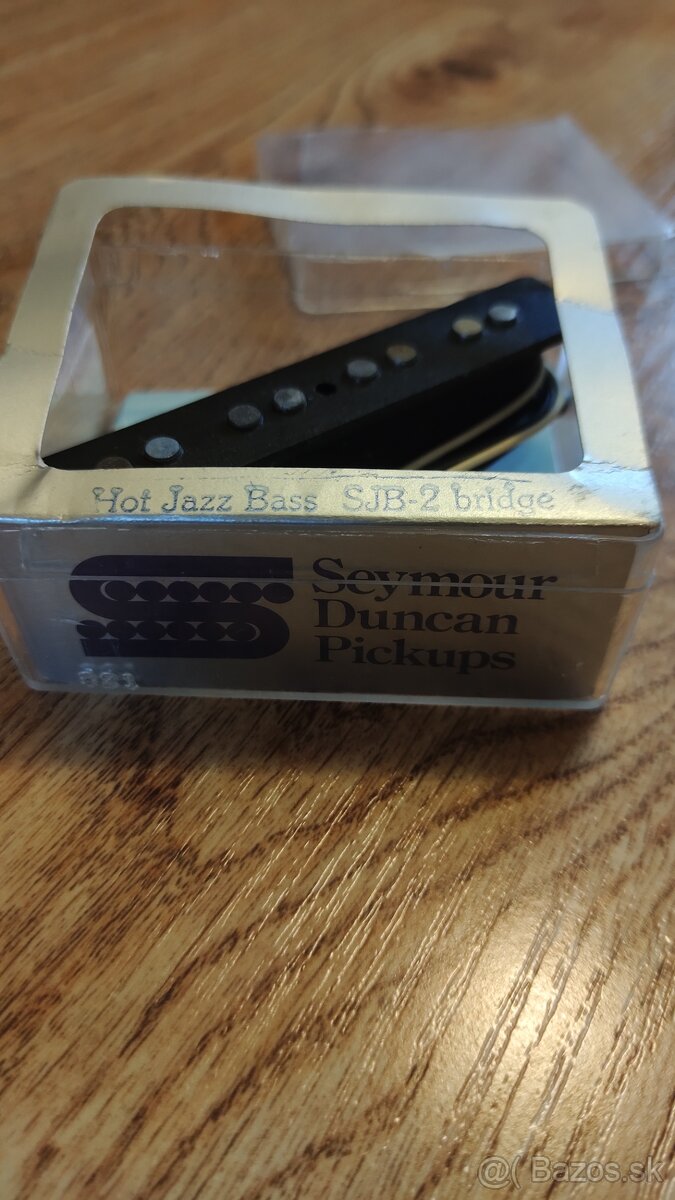 Hot Jazz Bass SJB-2 bridge
Seymour
Duncan
Pickups
@( Bazos.sk